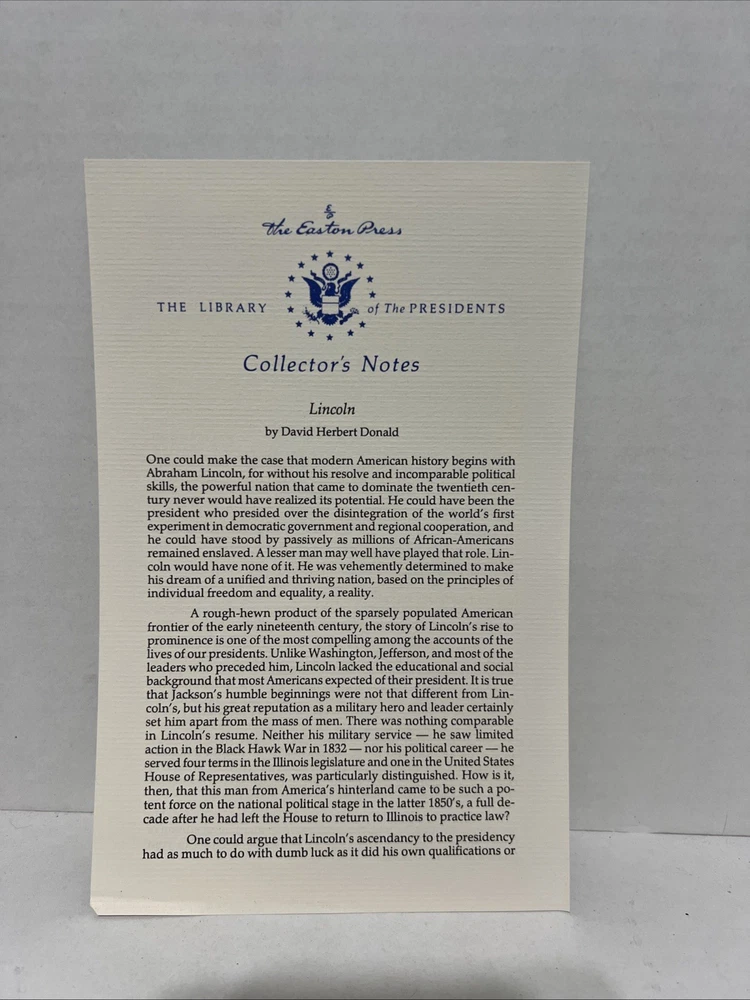 The Easton Press
THE LIBRARY of The PRESIDENTS
Collector's Notes
Lincoln
by David Herbert Donald
One could make the case that modern American history begins with
Abraham Lincoln, for without his resolve and incomparable political
skills, the powerful nation that came to dominate the twentieth cen-
tury never would have realized its potential. He could have been the
president who presided over the disintegration of the world's first
experiment in democratic government and regional cooperation, and
he could have stood by passively as millions of African-Americans
remained enslaved. A lesser man may well have played that role. Lin-
coln would have none of it. He was vehemently determined to make
his dream of a unified and thriving nation, based on the principles of
individual freedom and equality, a reality.
A rough-hewn product of the sparsely populated American
frontier of the early nineteenth century, the story of Lincoln's rise to
prominence is one of the most compelling among the accounts of the
lives of our presidents. Unlike Washington, Jefferson, and most of the
leaders who preceded him, Lincoln lacked the educational and social
background that most Americans expected of their president. It is true
that Jackson's humble beginnings were not that different from Lin-
coln's, but his great reputation as a military hero and leader certainly
set him apart from the mass of men. There was nothing comparable
in Lincoln's resume. Neither his military service — he saw limited
action in the Black Hawk War in 1832 — nor his political career — he
served four terms in the Illinois legislature and one in the United States
House of Representatives, was particularly distinguished. How is it,
then, that this man from America's hinterland came to be such a po-
tent force on the national political stage in the latter 1850's, a full de-
cade after he had left the House to return to Illinois to practice law?
One could argue that Lincoln's ascendancy to the presidency
had as much to do with dumb luck as it did his own qualifications or